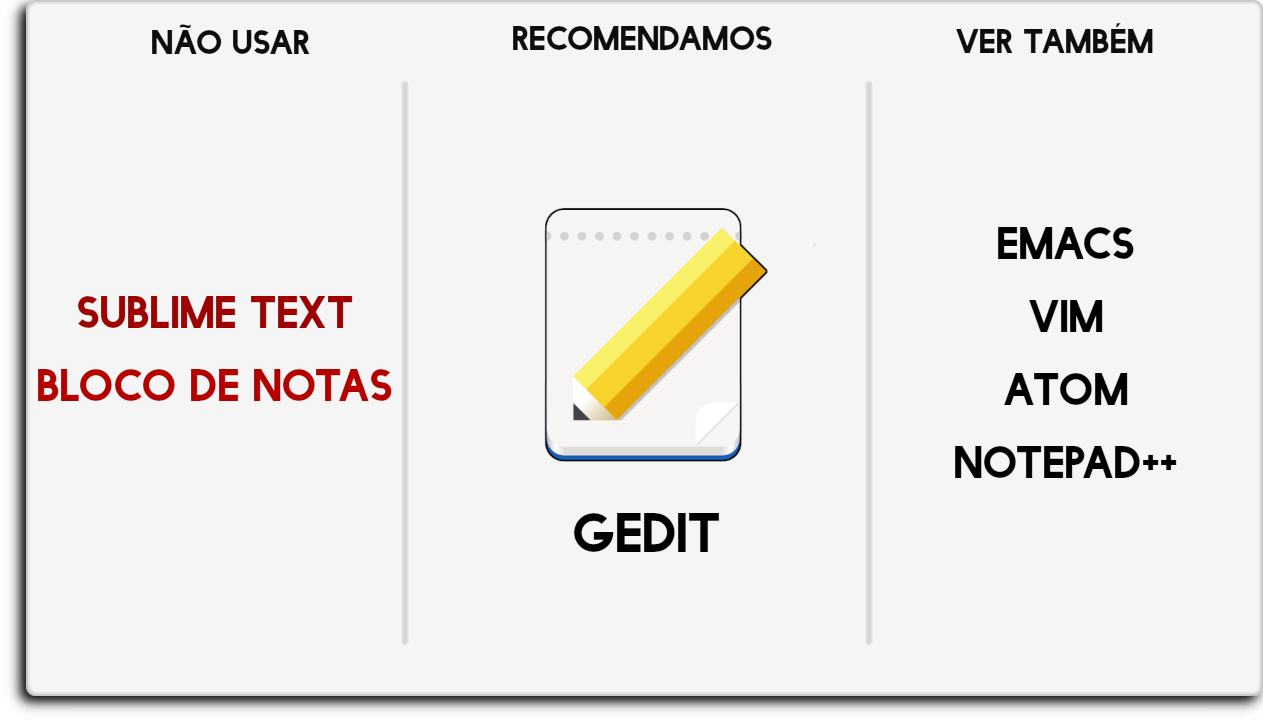 NÃO USAR
SUBLIME TEXT
BLOCO DE NOTAS
RECOMENDAMOS
GEDIT
VER TAMBÉM
EMACS
VIM
ATOM
NOTEPAD++